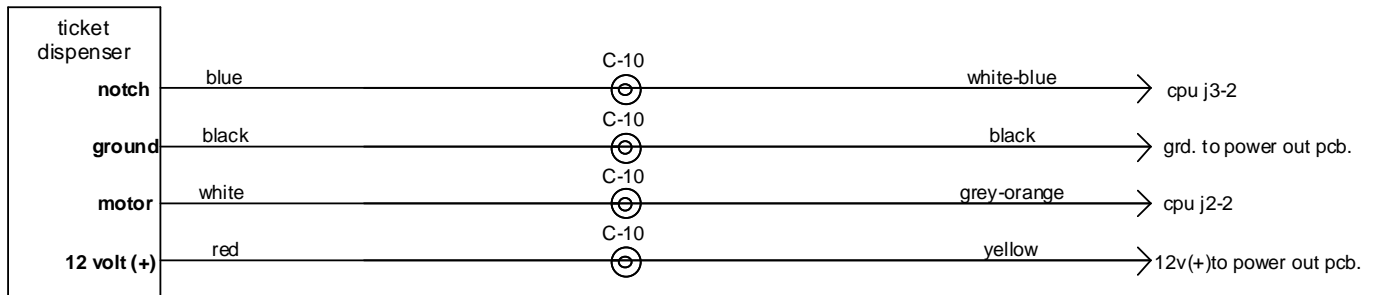 ticket
dispenser
C-10
notch blue white-blue cpu j3-2
C-10
ground black black grd. to power out pcb.
C-10
motor white grey-orange cpu j2-2
C-10
12 volt (+) red yellow 12v(+)to power out pcb.